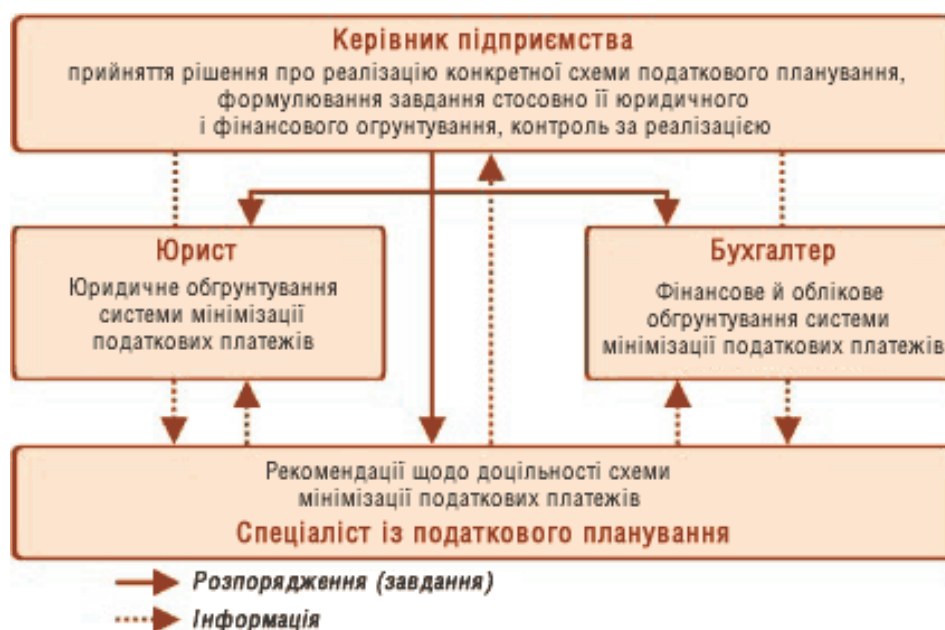 Керівник підприємства
прийняття рішення про реалізацію конкретної схеми податкового планування,
формулювання завдання стосовно її юридичного
і фінансового огрунтування, контроль за реалізацією
Юрист
Юридичне обгрунтування
системи мінімізації
податкових платежів
Бухгалтер
Фінансове й облікове
обгрунтування системи
мінімізації податкових платежів
Рекомендації щодо доцільності схеми
мінімізації податкових платежів
Спеціаліст із податкового планування
Розпорядження (завдання)
Інформація